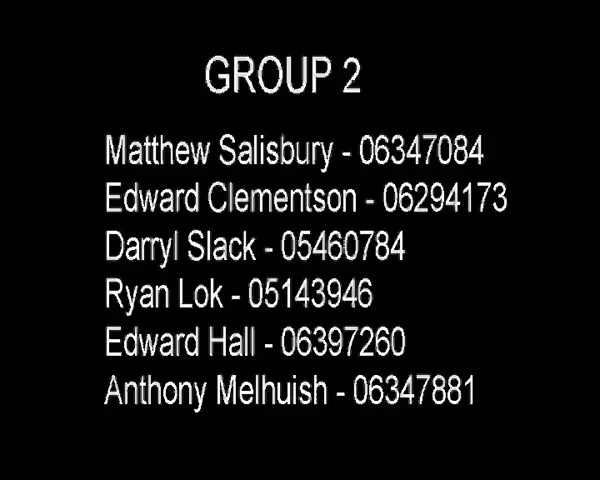 GROUP 2
Matthew Salisbury - 06347084
Edward Clementson - 06294173
Darryl Slack - 05460784
Ryan Lok - 05143946
Edward Hall - 06397260
Anthony Melhuish - 06347881